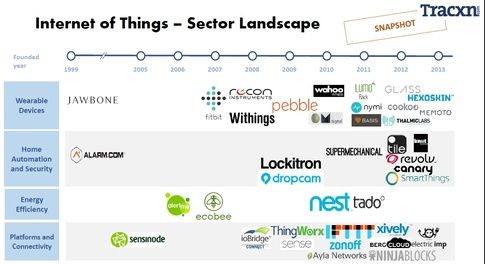 Internet of Things – Sector Landscape
SNAPSHOT
Tracxn
Founded year
1999 2005 2006 2007 2008 2009 2010 2011 2012 2013
Wearable Devices
JAWBONE
fitbit
recon
INSTRUMENTS
Withings
pebble
wahoo
LUMO
nymi
BASIS
GLASS
cookoo
THALMICLABS
HEXOSKIN
MEMOTO
Home Automation and Security
ALARM.COM
Lockitron
dropcam
SUPERMECHANICAL
tile
revolv
canary
SmartThings
Energy Efficiency
alertme
ecobee
nest
tado°
Platforms and Connectivity
sensinode
ioBridge
CONNECT
ThingWorx
sense
zonoff
Ayla Networks
xively
BERG CLOUD
electric imp
NINJABLOCKS